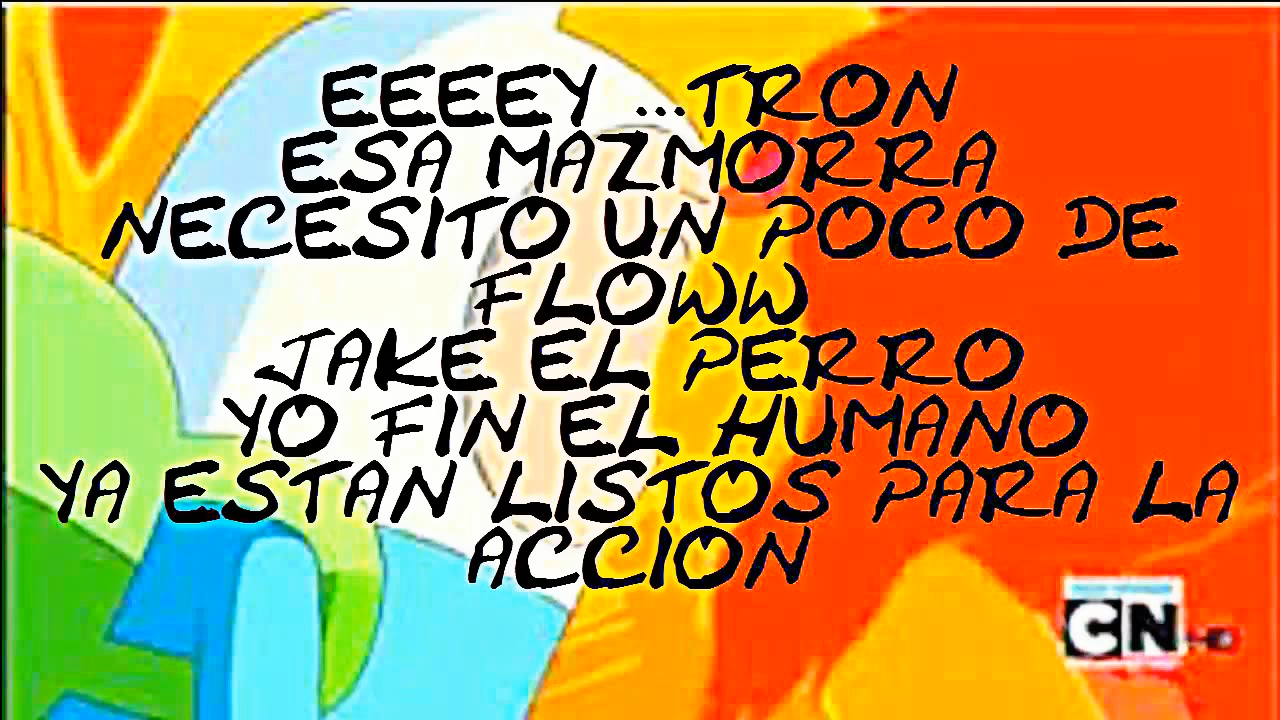 EEEEY ...TRON
ESA MAZMORRA
NECESITO UN POCO DE
FLOWW
JAKE EL PERRO
YO FIN EL HUMANO
YA ESTAN LISTOS PARA LA
ACCION
CN HD